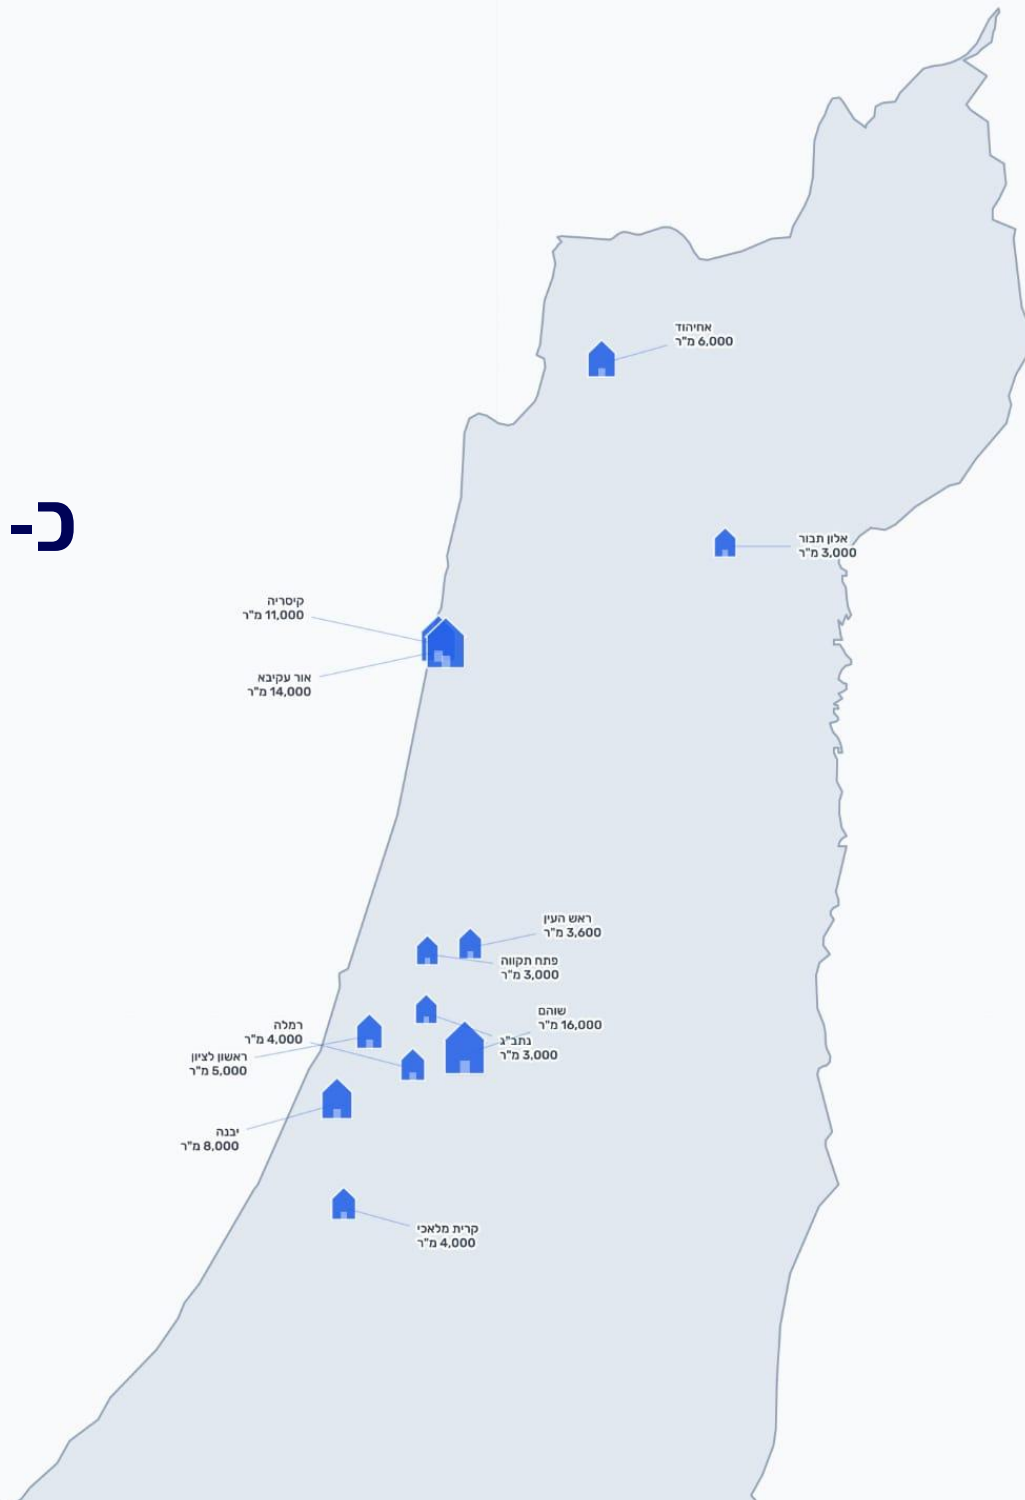 אחיהוד
6,000 מ"ר
כ-
אלון תבור
3,000 מ"ר
קיסריה
11,000 מ"ר
אור עקיבא
14,000 מ"ר
ראש העין
3,600 מ"ר
פתח תקווה
3,000 מ"ר
שוהם
16,000 מ"ר
נתב"ג
3,000 מ"ר
רמלה
4,000 מ"ר
ראשון לציון
5,000 מ"ר
יבנה
8,000 מ"ר
קרית מלאכי
4,000 מ"ר